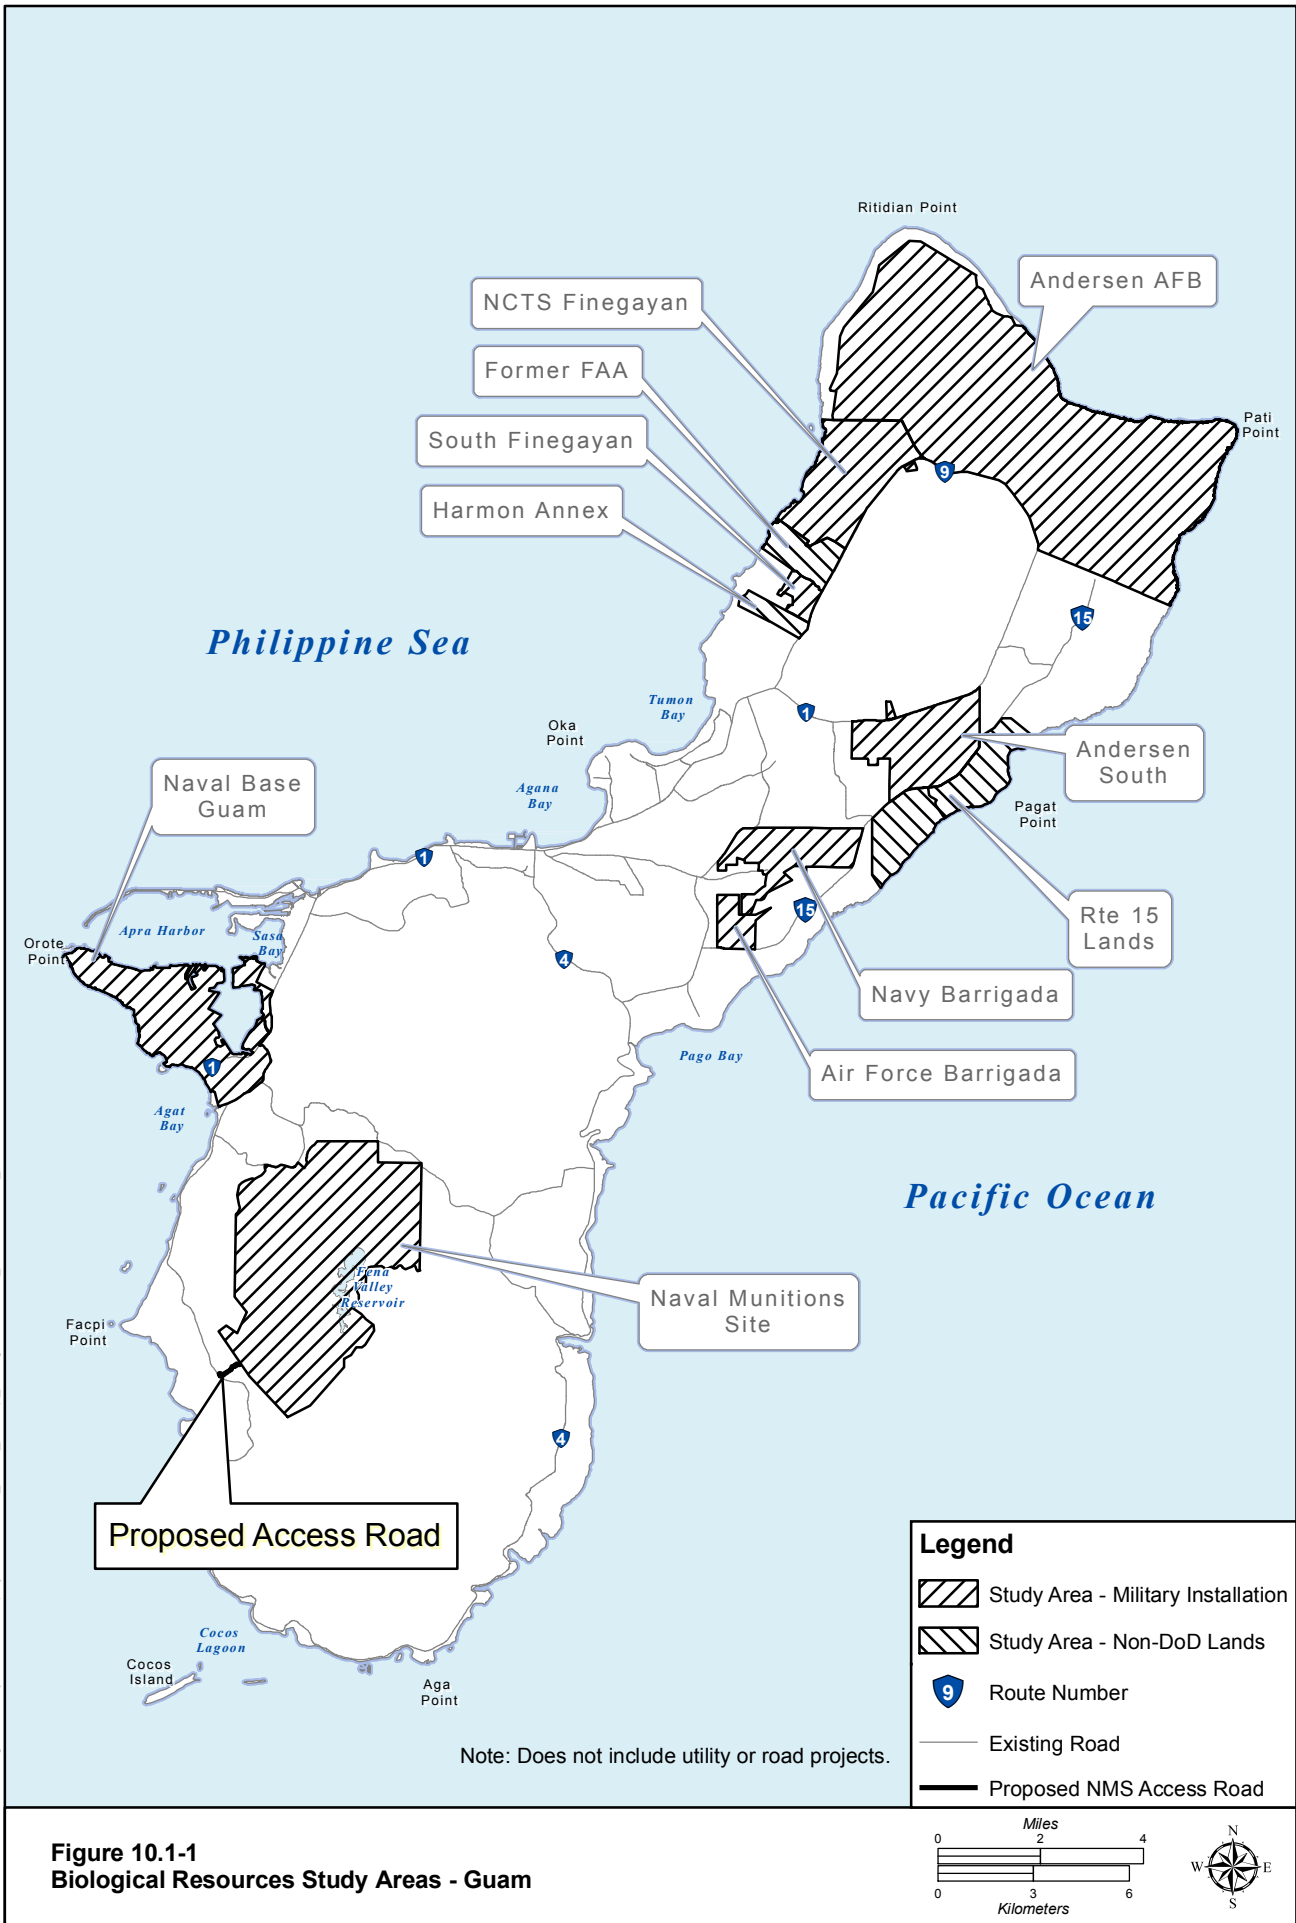 Ritidian Point
Andersen AFB
NCTS Finegayan
Former FAA
South Finegayan
Harmon Annex
Pati
Point
9
15
Philippine Sea
Tumon
Bay
1
Oka
Point
Andersen
South
Naval Base
Guam
Agana
Bay
Pagat
Point
1
Rte 15
Lands
15
Apra Harbor
Sasa
Bay
Orote
Point
4
Navy Barrigada
Pago Bay
Air Force Barrigada
1
Agat
Bay
Pacific Ocean
Fena
Valley
Reservoir
Naval Munitions
Site
Facpi
Point
4
Proposed Access Road
Cocos
Lagoon
Cocos
Island
Aga
Point
Note: Does not include utility or road projects.
Legend
Study Area - Military Installation
Study Area - Non-DoD Lands
9 Route Number
Existing Road
Proposed NMS Access Road
Figure 10.1-1
Biological Resources Study Areas - Guam
Miles
0 2 4
0 3 6
Kilometers
N
W E
S